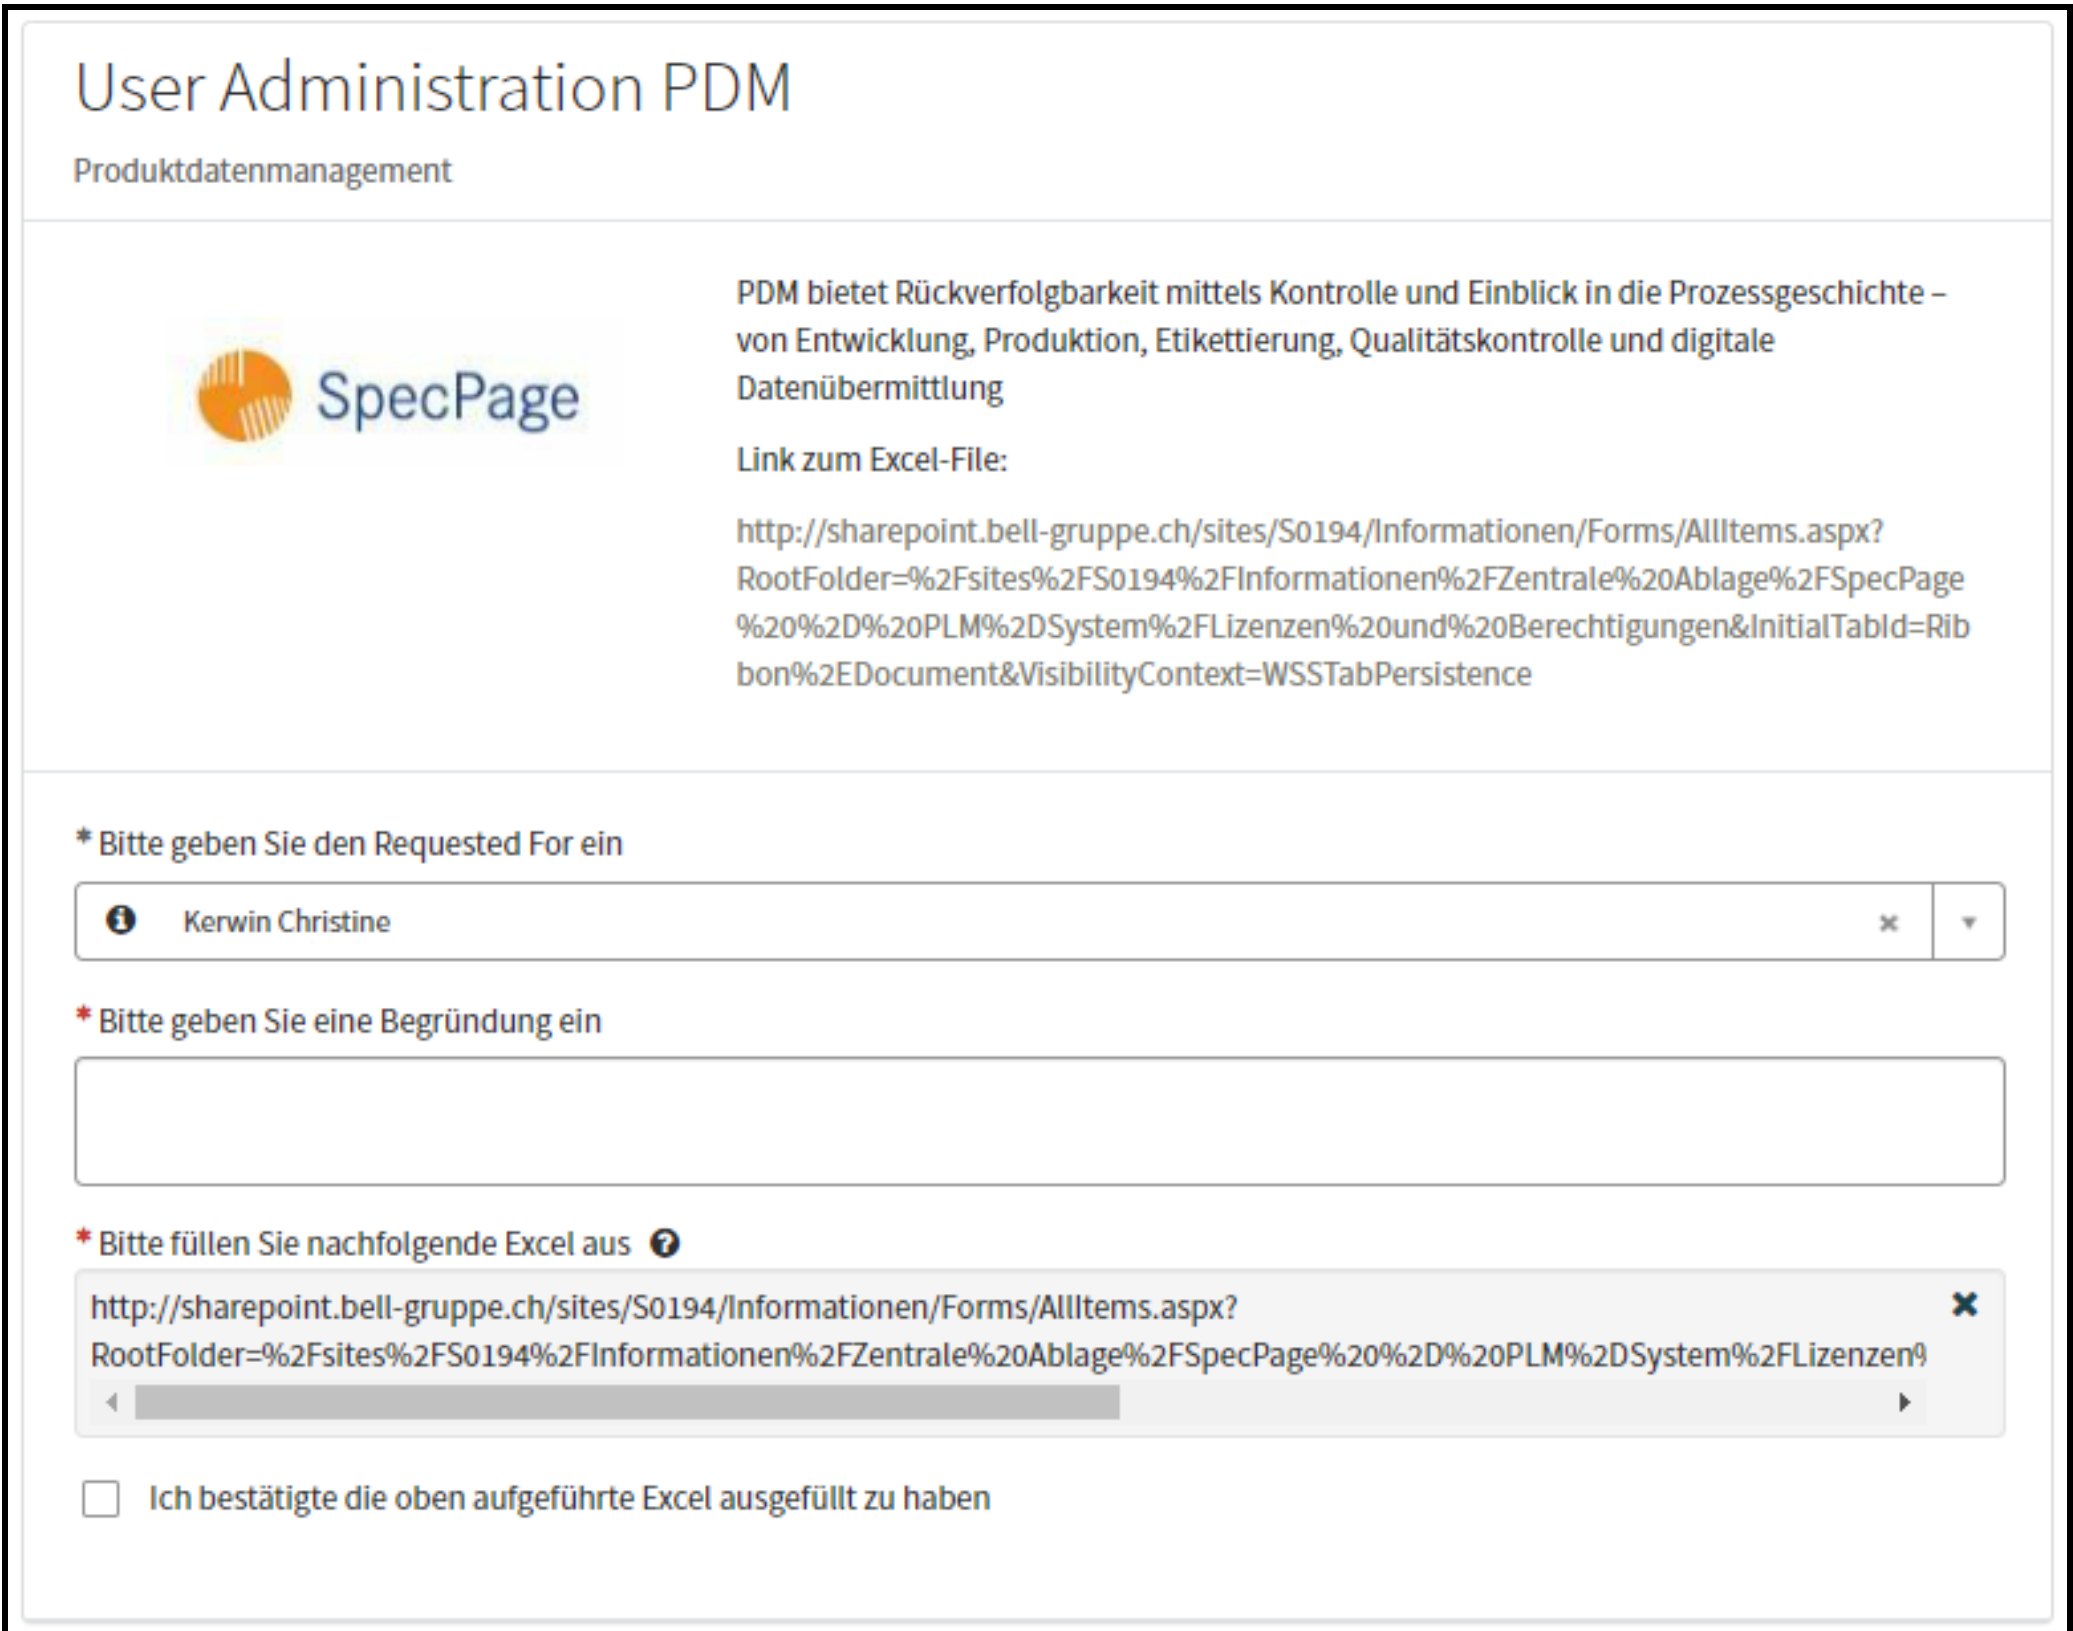 User Administration PDM
Produktdatenmanagement
SpecPage
PDM bietet Rückverfolgbarkeit mittels Kontrolle und Einblick in die Prozessgeschichte –
von Entwicklung, Produktion, Etikettierung, Qualitätskontrolle und digitale
Datenübermittlung
Link zum Excel-File:
http://sharepoint.bell-gruppe.ch/sites/S0194/Informationen/Forms/AllItems.aspx?
RootFolder=%2Fsites%2FS0194%2FInformationen%2FZentrale%20Ablage%2FSpecPage
%20%2D%20PLM%2DSystem%2FLizenzen%20und%20Berechtigungen&InitialTabId=Rib
bon%2EDocument&VisibilityContext=WSSTabPersistence
* Bitte geben Sie den Requested For ein
Kerwin Christine
* Bitte geben Sie eine Begründung ein
* Bitte füllen Sie nachfolgende Excel aus
http://sharepoint.bell-gruppe.ch/sites/S0194/Informationen/Forms/AllItems.aspx?
RootFolder=%2Fsites%2FS0194%2FInformationen%2FZentrale%20Ablage%2FSpecPage%20%2D%20PLM%2DSystem%2FLizenzen%
Ich bestätigte die oben aufgeführte Excel ausgefüllt zu haben